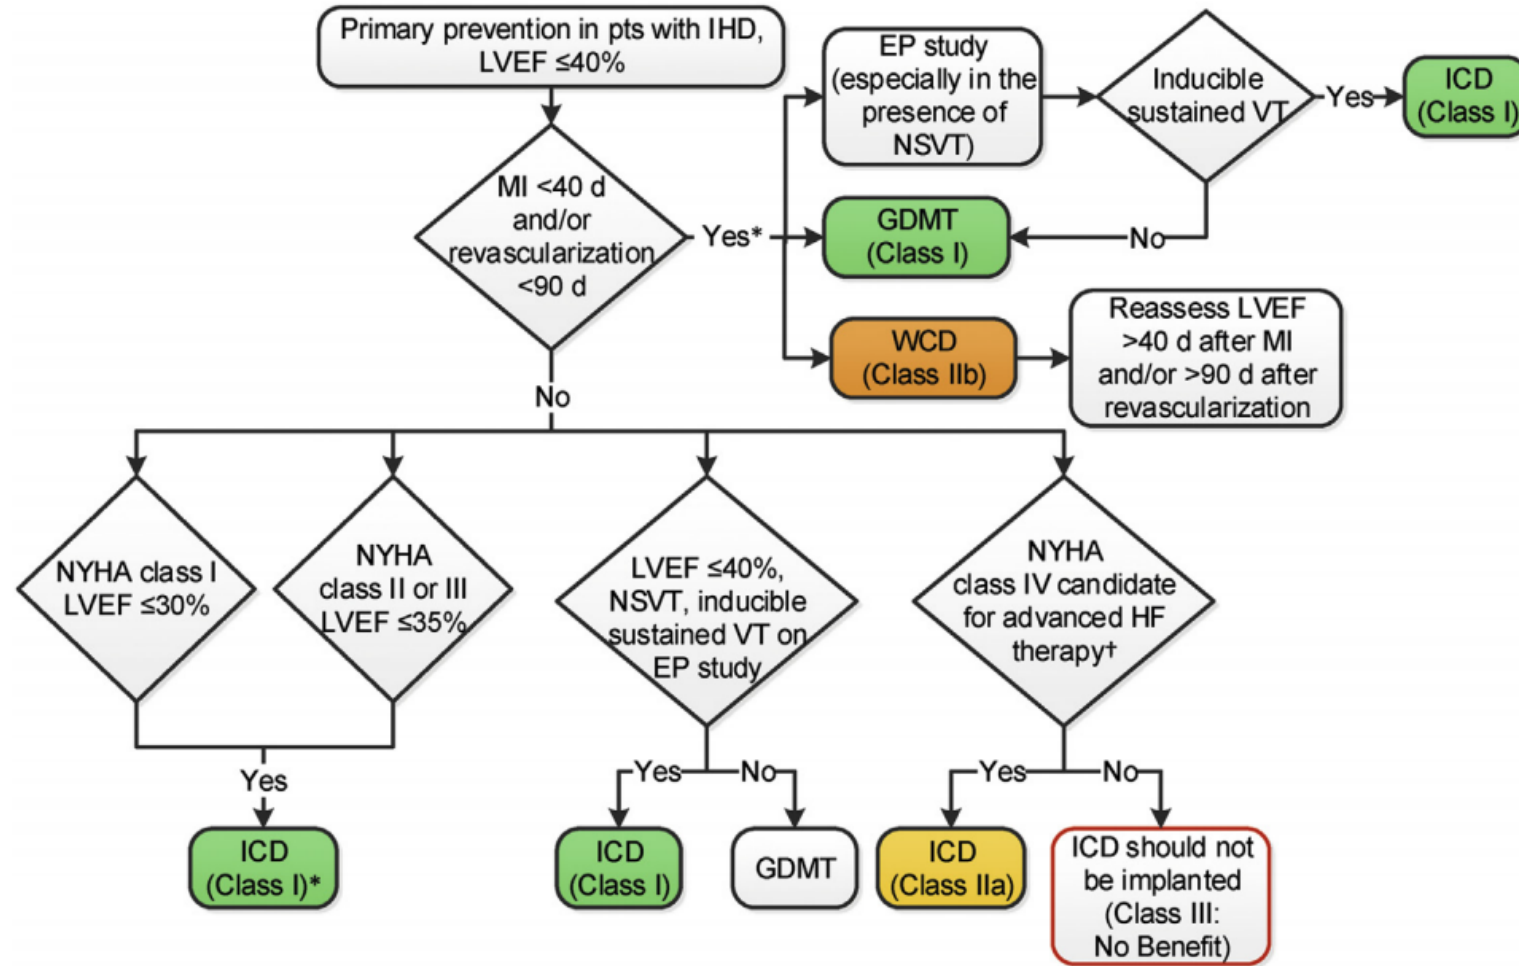 Primary prevention in pts with IHD,
LVEF ≤40%
EP study
(especially in the
presence of
NSVT)
Inducible
sustained VT
Yes
ICD
(Class I)
MI <40 d
and/or
revascularization
<90 d
Yes*
GDMT
(Class I)
No
WCD
(Class IIb)
Reassess LVEF
>40 d after MI
and/or >90 d after
revascularization
No
NYHA class I
LVEF ≤30%
NYHA
class II or III
LVEF ≤35%
LVEF ≤40%,
NSVT, inducible
sustained VT on
EP study
NYHA
class IV candidate
for advanced HF
therapy†
Yes
ICD
(Class I)*
Yes
No
ICD
(Class I)
GDMT
Yes
No
ICD
(Class IIa)
ICD should not
be implanted
(Class III:
No Benefit)